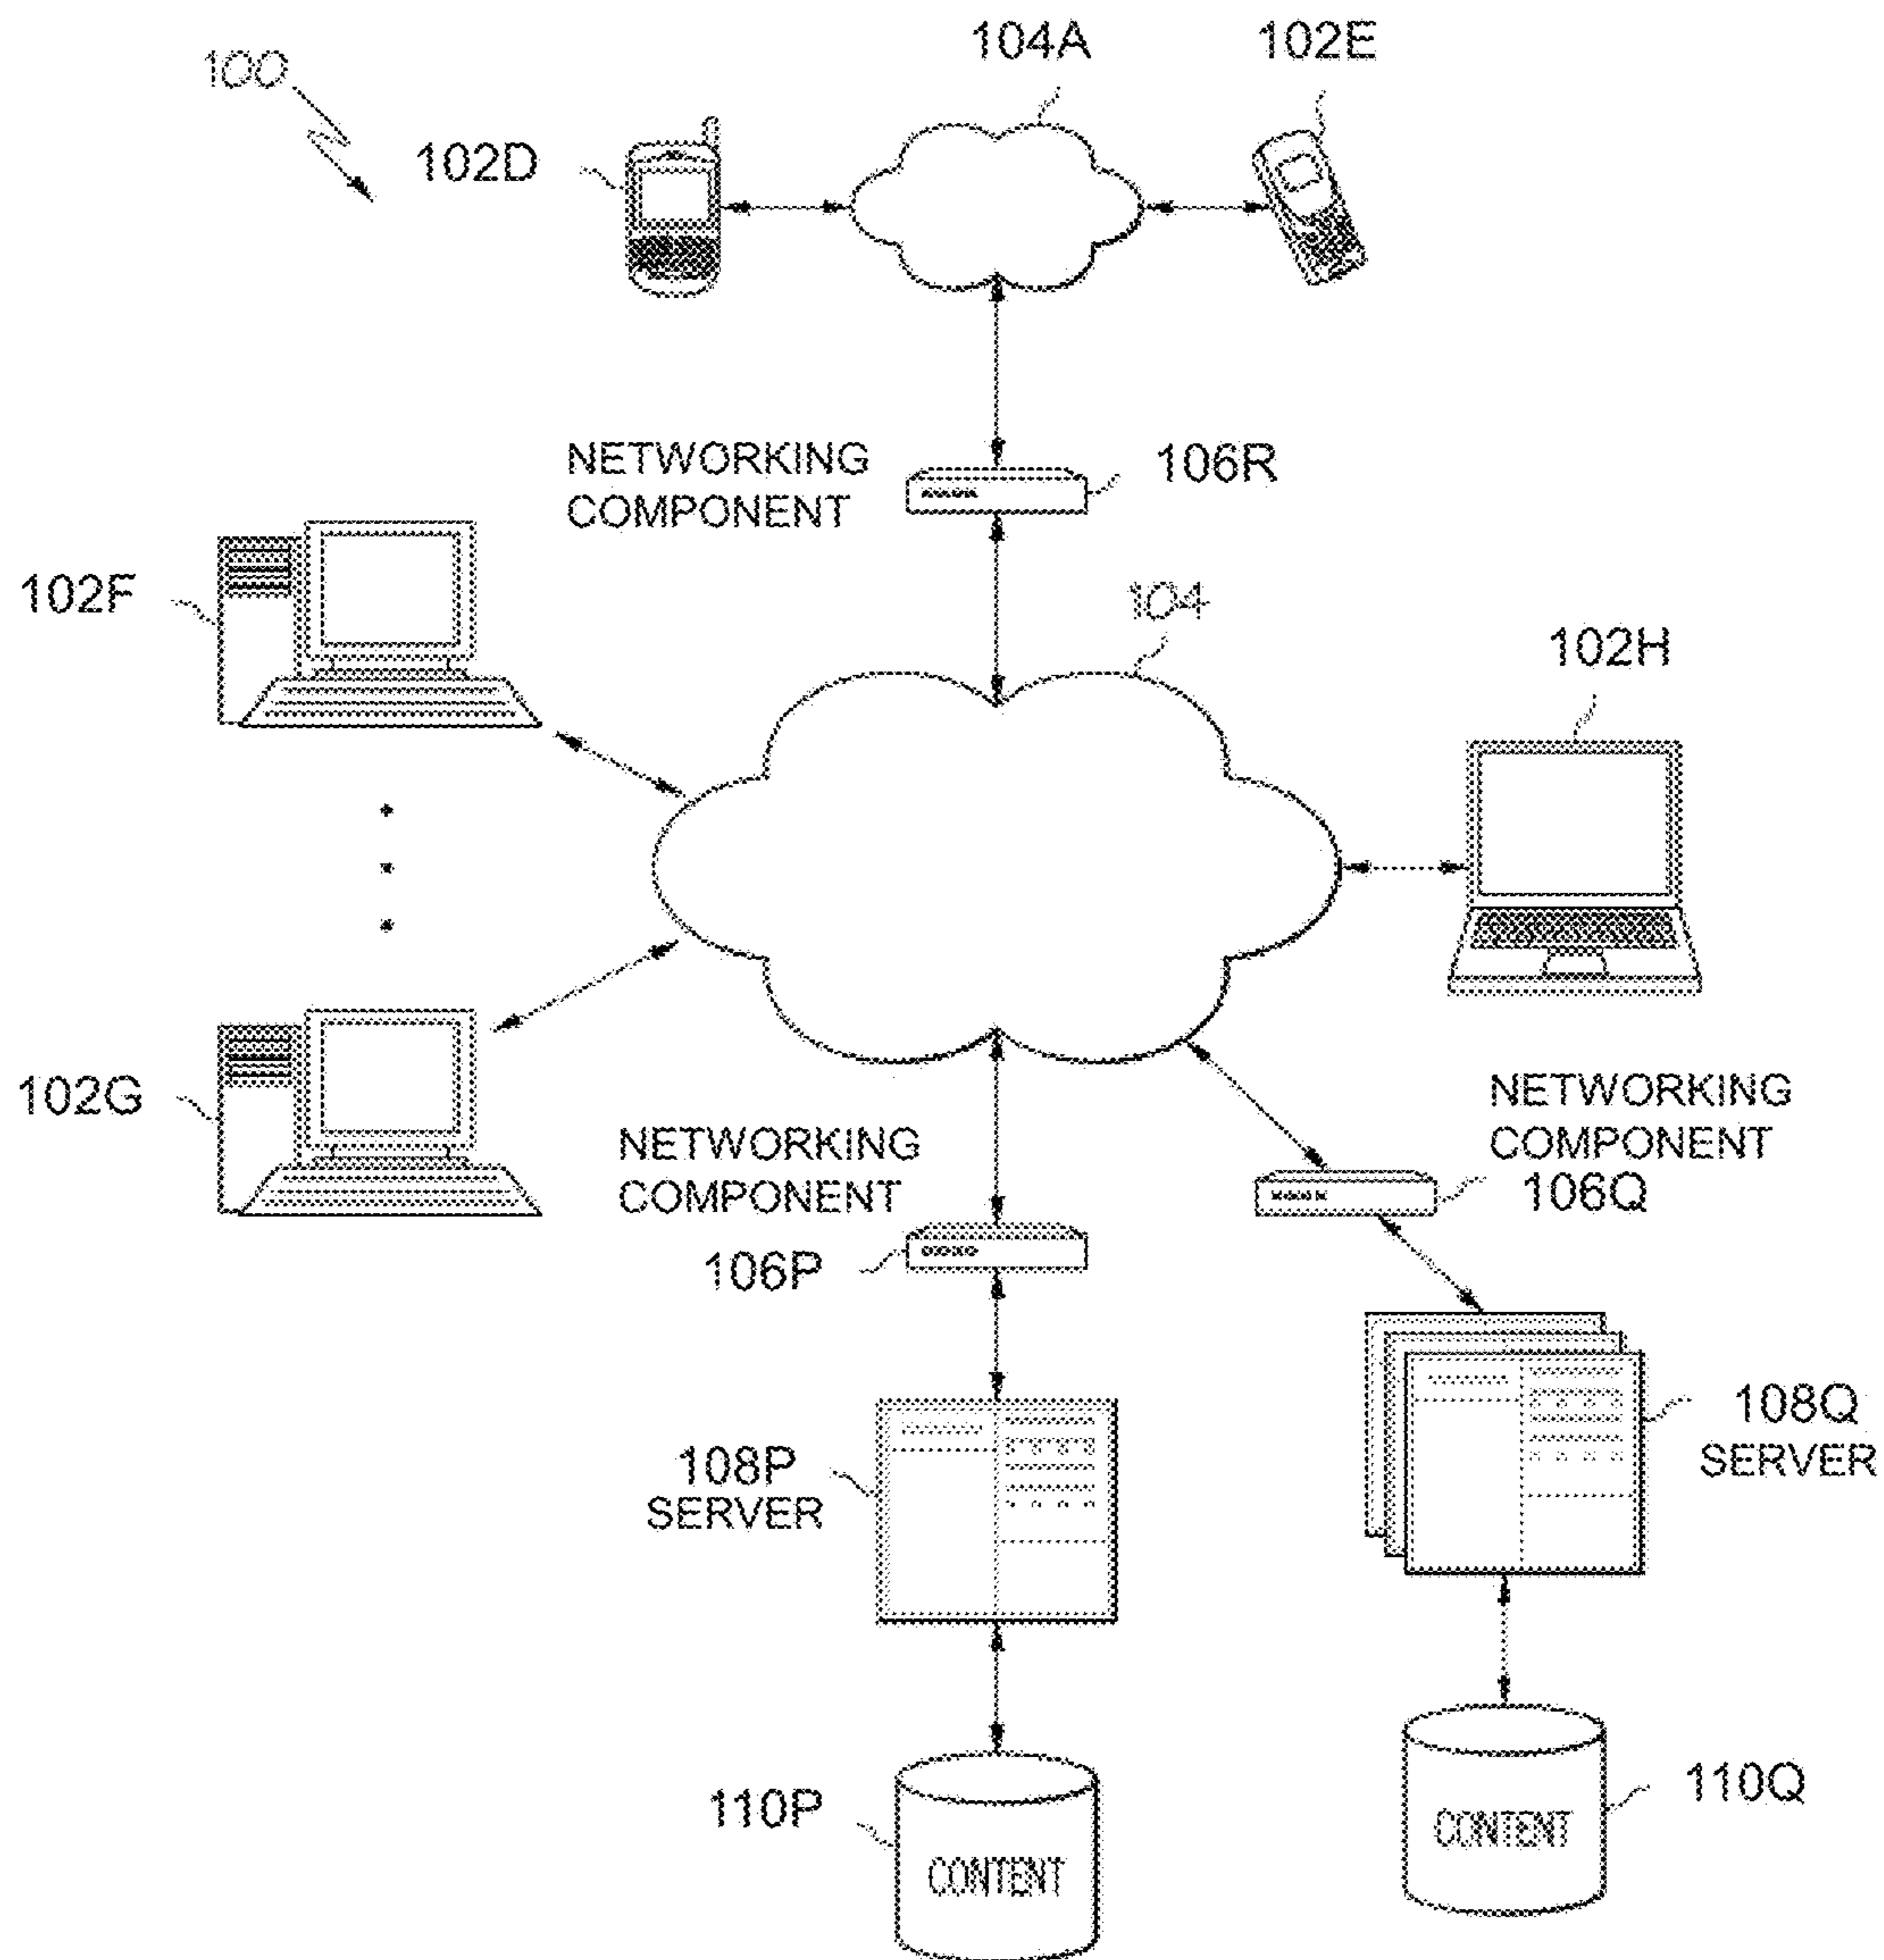 100
104A
102E
102D
NETWORKING
COMPONENT
106R
102F
104
102H
102G
NETWORKING
COMPONENT
106P
NETWORKING
COMPONENT
106Q
108P
SERVER
108Q
SERVER
110P
CONTENT
110Q
CONTENT